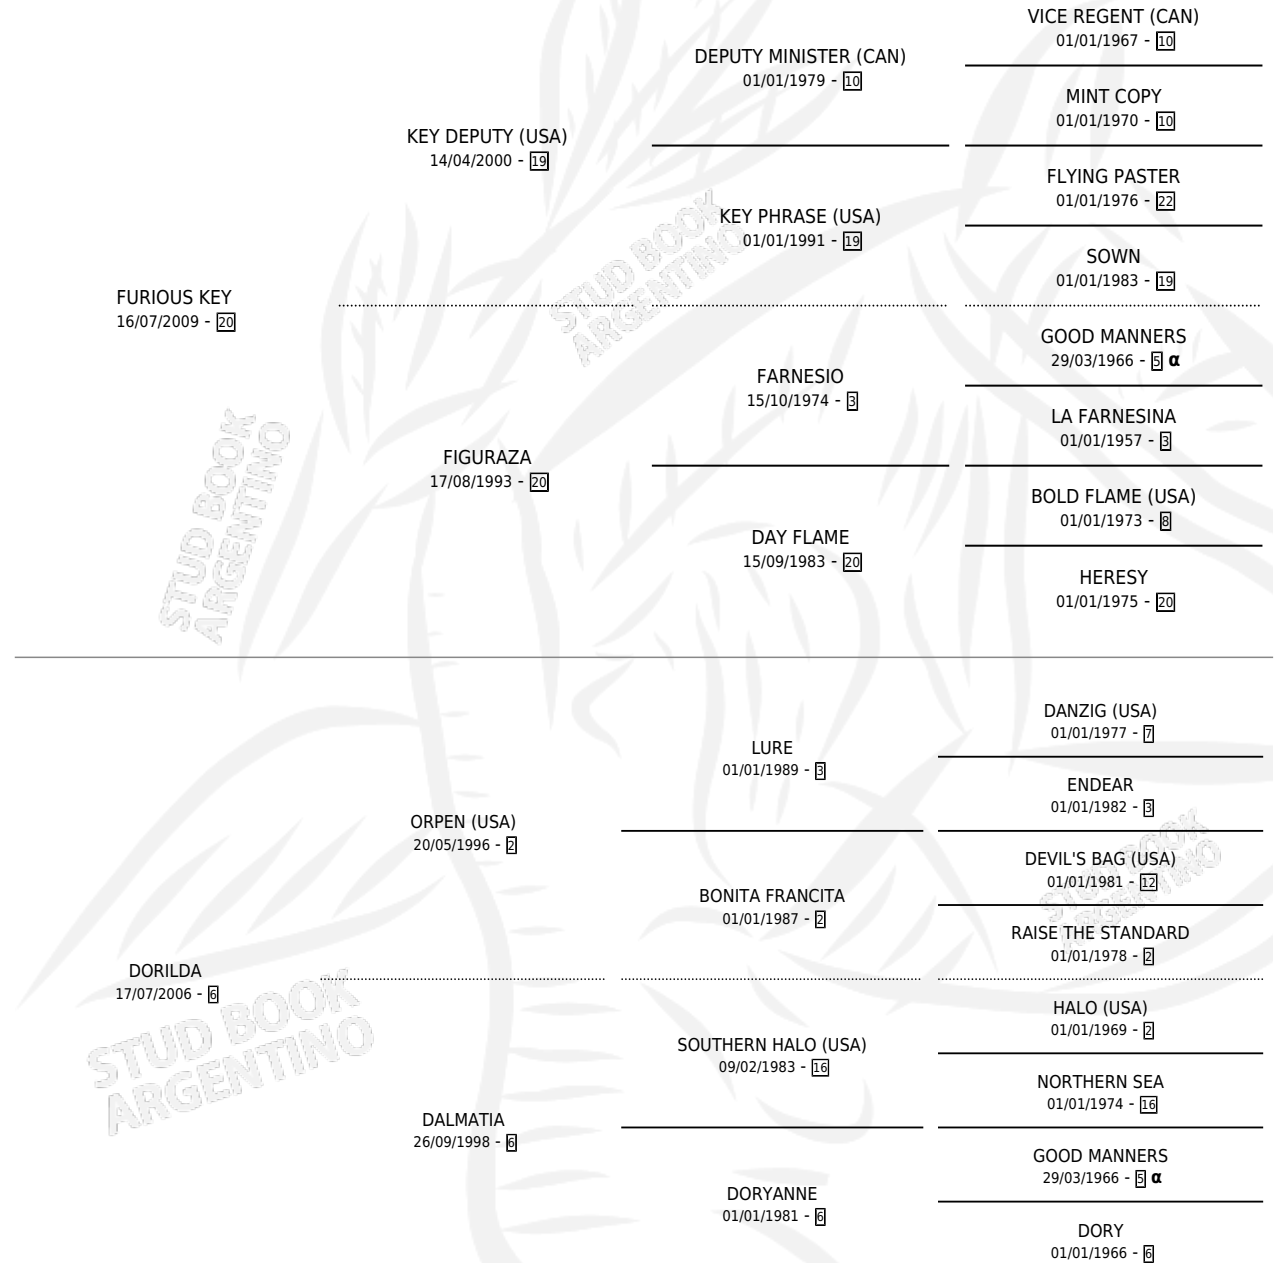 VICE REGENT (CAN)
01/01/1967 - 10
DEPUTY MINISTER (CAN)
01/01/1979 - 10
MINT COPY
01/01/1970 - 10
KEY DEPUTY (USA)
14/04/2000 - 19
FLYING PASTER
01/01/1976 - 22
KEY PHRASE (USA)
01/01/1991 - 19
SOWN
01/01/1983 - 19
FURIOUS KEY
16/07/2009 - 20
GOOD MANNERS
29/03/1966 - 5 α
FARNESIO
15/10/1974 - 3
LA FARNESINA
01/01/1957 - 3
FIGURAZA
17/08/1993 - 20
BOLD FLAME (USA)
01/01/1973 - 8
DAY FLAME
15/09/1983 - 20
HERESY
01/01/1975 - 20
DANZIG (USA)
01/01/1977 - 7
LURE
01/01/1989 - 3
ENDEAR
01/01/1982 - 3
ORPEN (USA)
20/05/1996 - 2
DEVIL'S BAG (USA)
01/01/1981 - 12
BONITA FRANCITA
01/01/1987 - 2
RAISE THE STANDARD
01/01/1978 - 2
DORILDA
17/07/2006 - 6
HALO (USA)
01/01/1969 - 2
SOUTHERN HALO (USA)
09/02/1983 - 16
NORTHERN SEA
01/01/1974 - 16
DALMATIA
26/09/1998 - 6
GOOD MANNERS
29/03/1966 - 5 α
DORYANNE
01/01/1981 - 6
DORY
01/01/1966 - 6
STUD BOOK
ARGENTINO
STUD BOOK
ARGENTINO
STUD BOOK
ARGENTINO
STUD BOOK
ARGENTINO